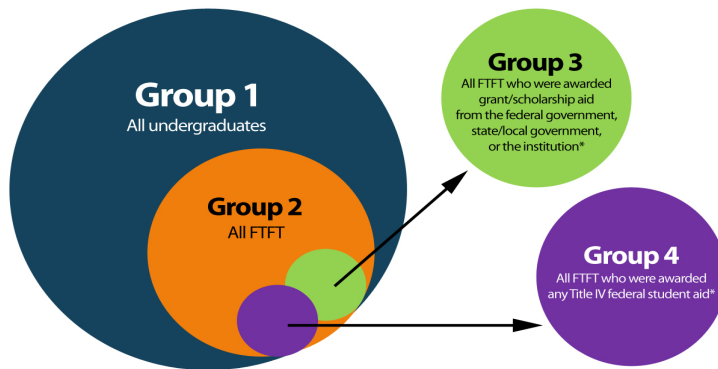 Group 1
All undergraduates
Group 2
All FTFT
Group 3
All FTFT who were awarded
grant/scholarship aid
from the federal government,
state/local government,
or the institution*
Group 4
All FTFT who were awarded
any Title IV federal student aid*